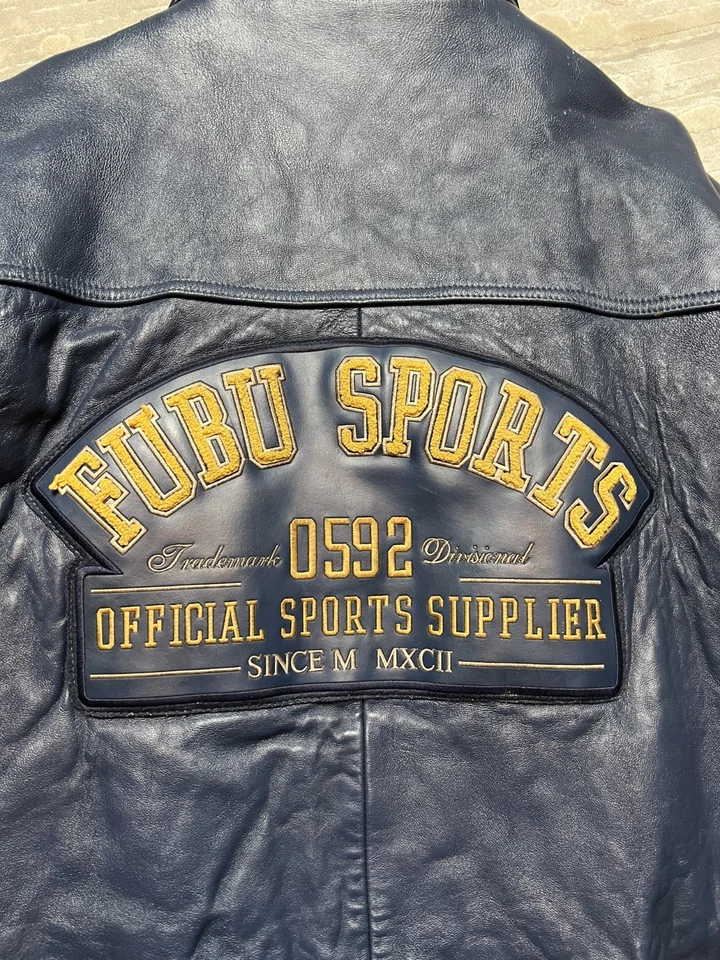 FUBU SPORTS
Trademark 0592 Divisional
OFFICIAL SPORTS SUPPLIER
SINCE M MXCII